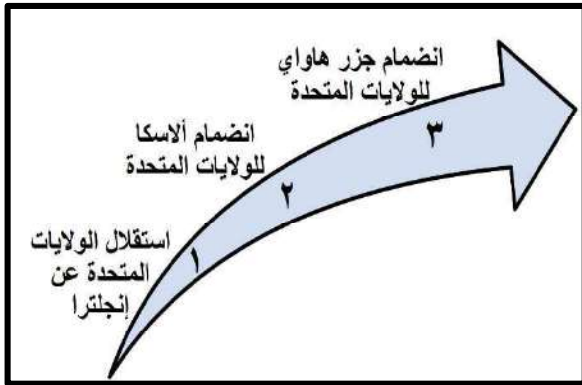 انضمام جزر هاواي
للولايات المتحدة
٣
انضمام ألاسكا
للولايات المتحدة
٢
استقلال الولايات
المتحدة عن
إنجلترا
١